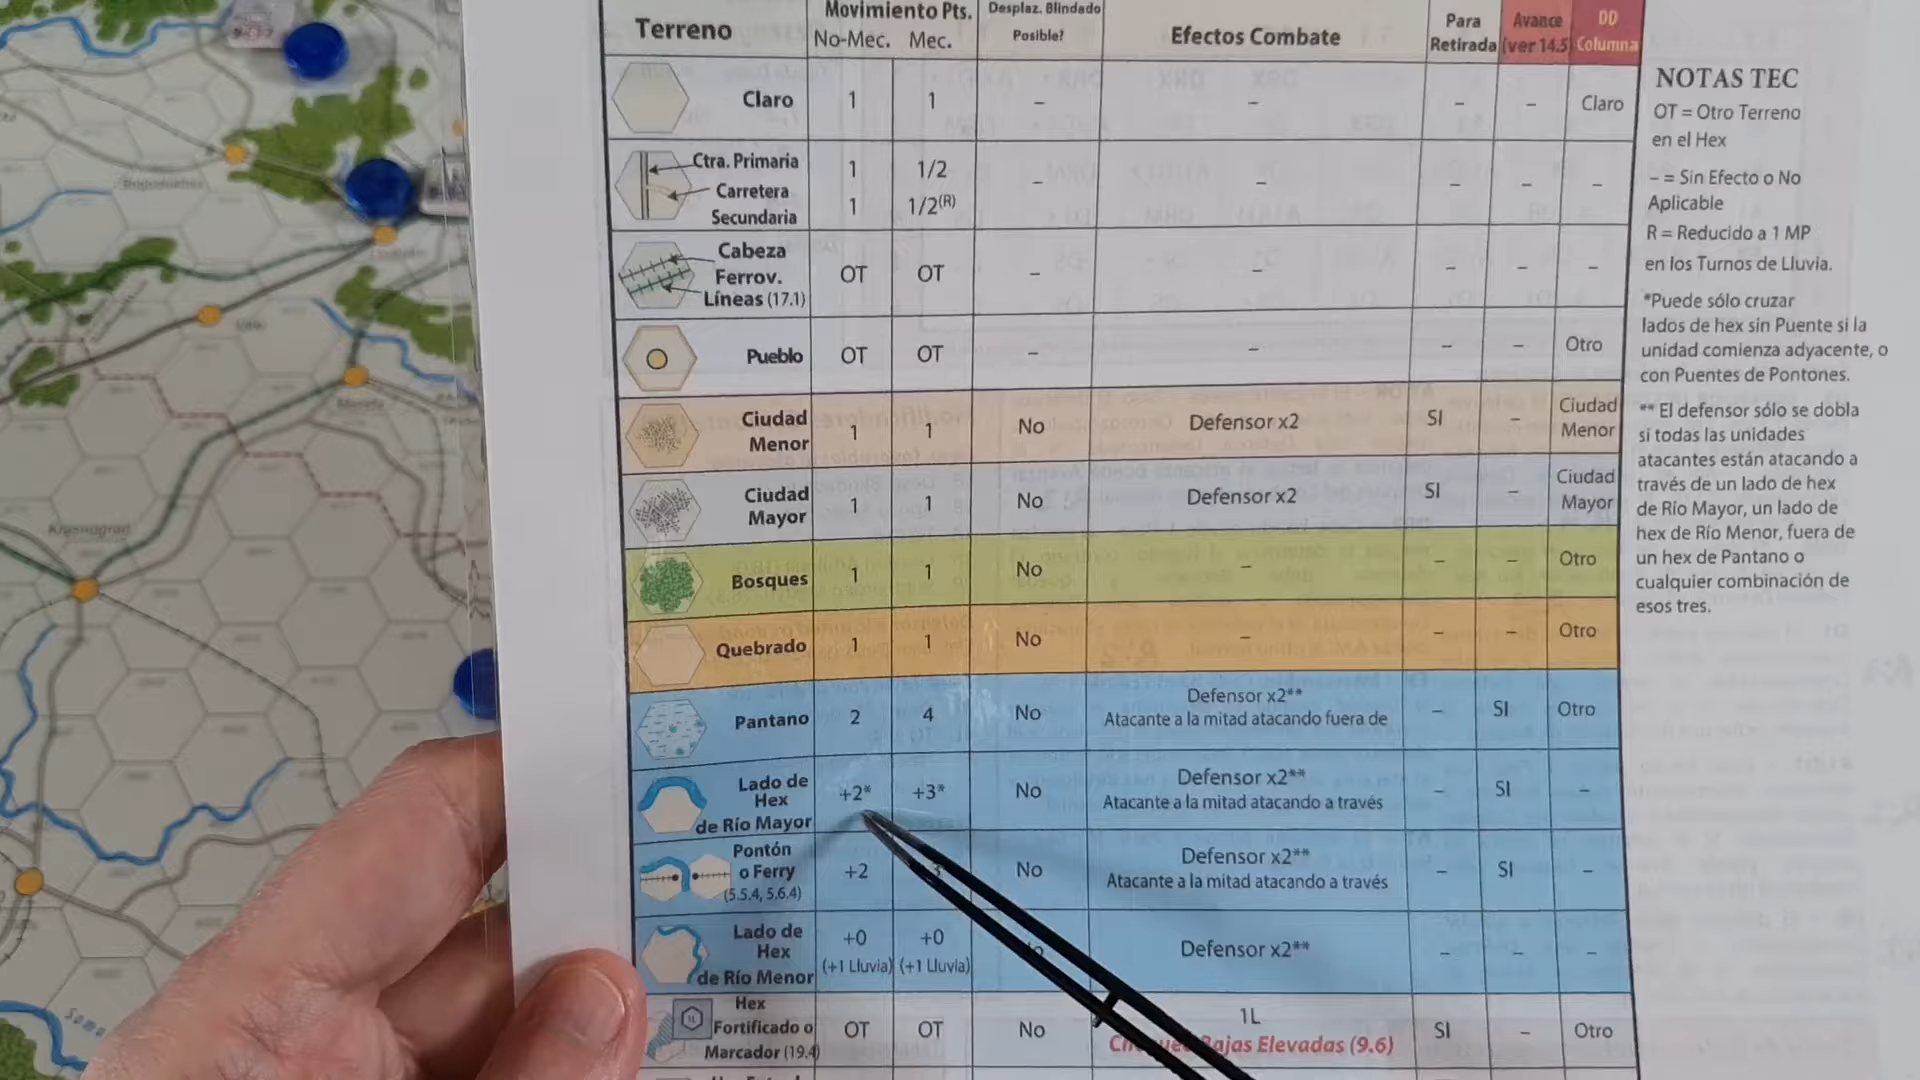 Terreno
Movimiento Pts.
No-Mec. Mec.
Desplaz. Blindado
Posible?
Efectos Combate
Para
Retirada
Avance
(ver 14.5)
DD
Columna
Claro 1 1 – – – – Claro
Ctra. Primaria 1 1/2
Carretera
Secundaria 1 1/2(R) – – – – –
Cabeza
Ferrov.
Líneas (17.1) OT OT – – – – –
Pueblo OT OT – – – – Otro
Ciudad
Menor 1 1 No Defensor x2 SI – Ciudad
Menor
Ciudad
Mayor 1 1 No Defensor x2 SI – Ciudad
Mayor
Bosques 1 1 No – – – Otro
Quebrado 1 1 No – – – Otro
Pantano 2 4 No Defensor x2** – SI Otro
Atacante a la mitad atacando fuera de
Lado de
Hex
de Río Mayor +2* +3* No Defensor x2** – SI –
Atacante a la mitad atacando a través
Pontón
o Ferry
(5.5.4, 5.6.4) +2 3 No Defensor x2** – SI –
Atacante a la mitad atacando a través
Lado de
Hex
de Río Menor +0 +0 Defensor x2** – – –
(+1 Lluvia) (+1 Lluvia)
Hex
Fortificado o
Marcador (19.4) OT OT No 1L SI – Otro
Bajas Elevadas (9.6)
NOTAS TEC
OT = Otro Terreno
en el Hex
– = Sin Efecto o No
Aplicable
R = Reducido a 1 MP
en los Turnos de Lluvia.
*Puede sólo cruzar
lados de hex sin Puente si la
unidad comienza adyacente, o
con Puentes de Pontones.
** El defensor sólo se dobla
si todas las unidades
atacantes están atacando a
través de un lado de hex
de Río Mayor, un lado de
hex de Río Menor, fuera de
un hex de Pantano o
cualquier combinación de
esos tres.
Krasnograd